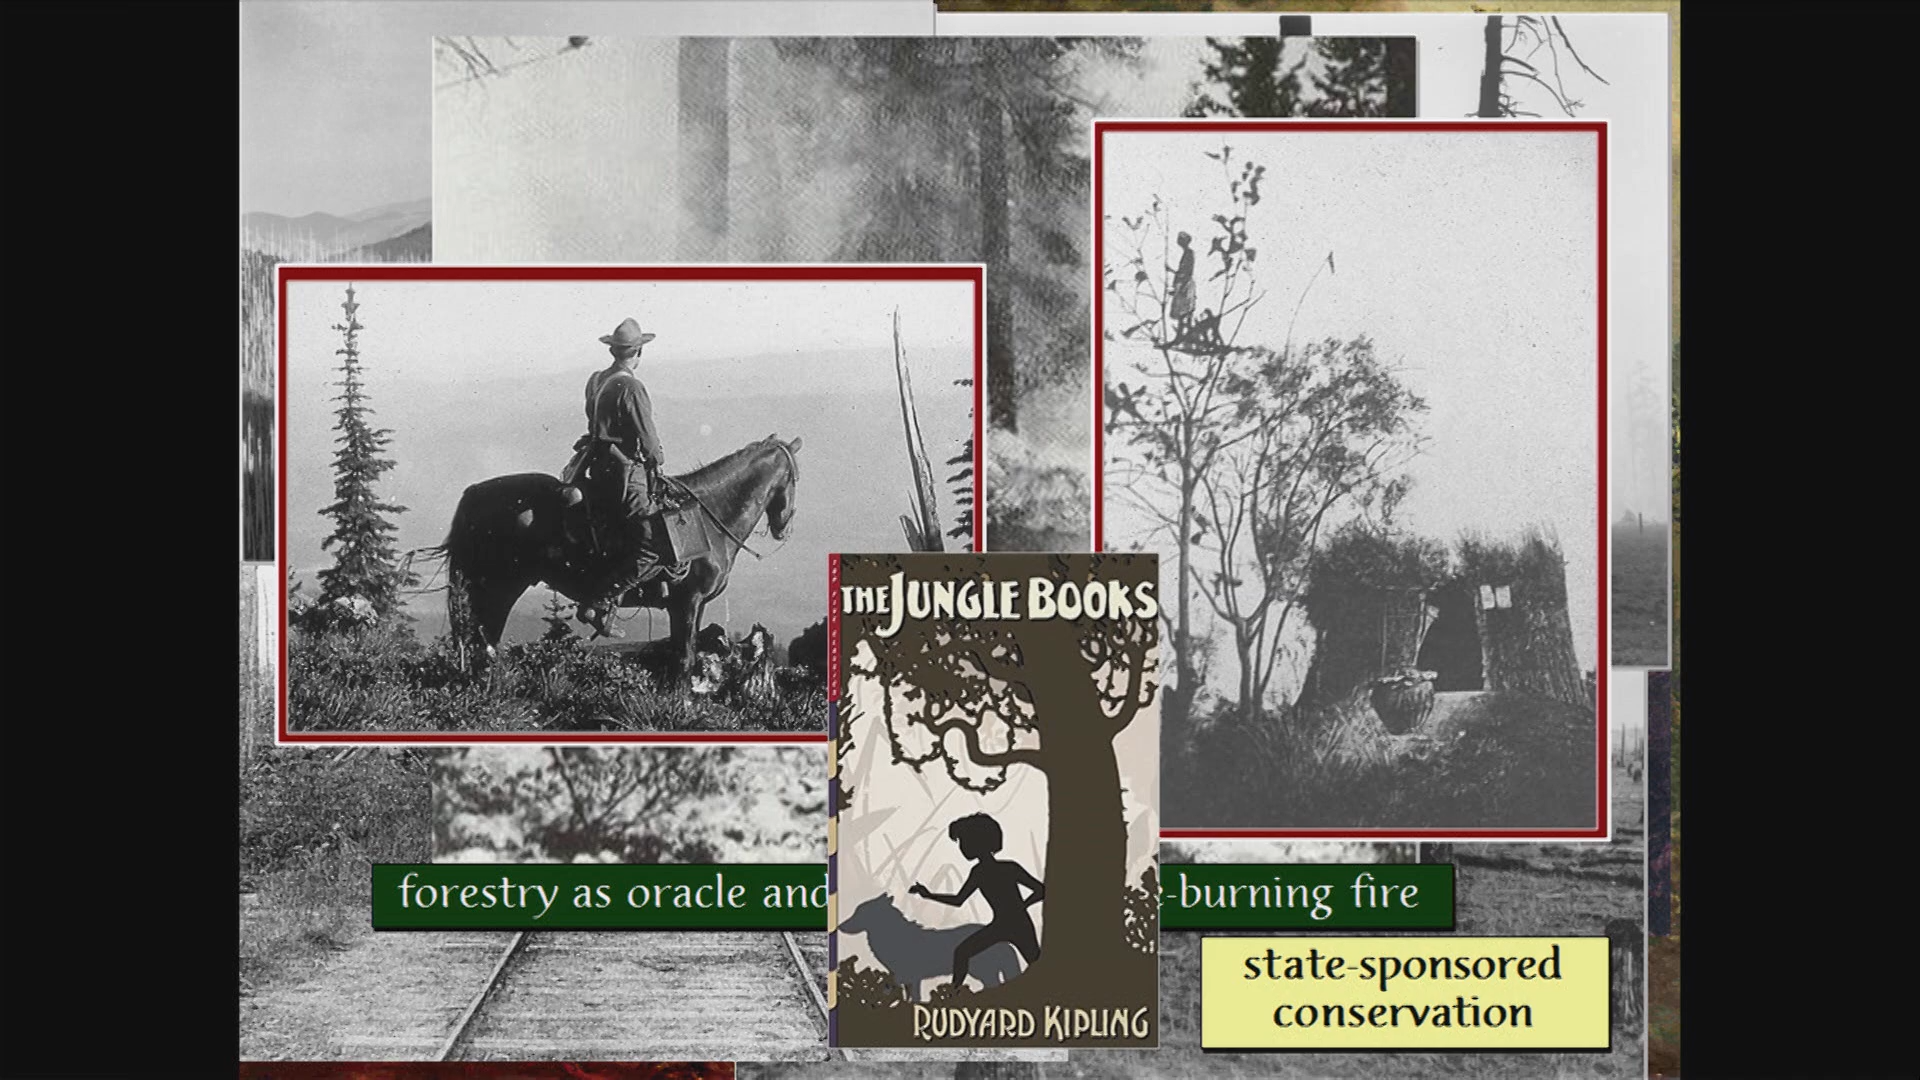 THE JUNGLE BOOKS
forestry as oracle and
-burning fire
RUDYARD KIPLING
state-sponsored
conservation